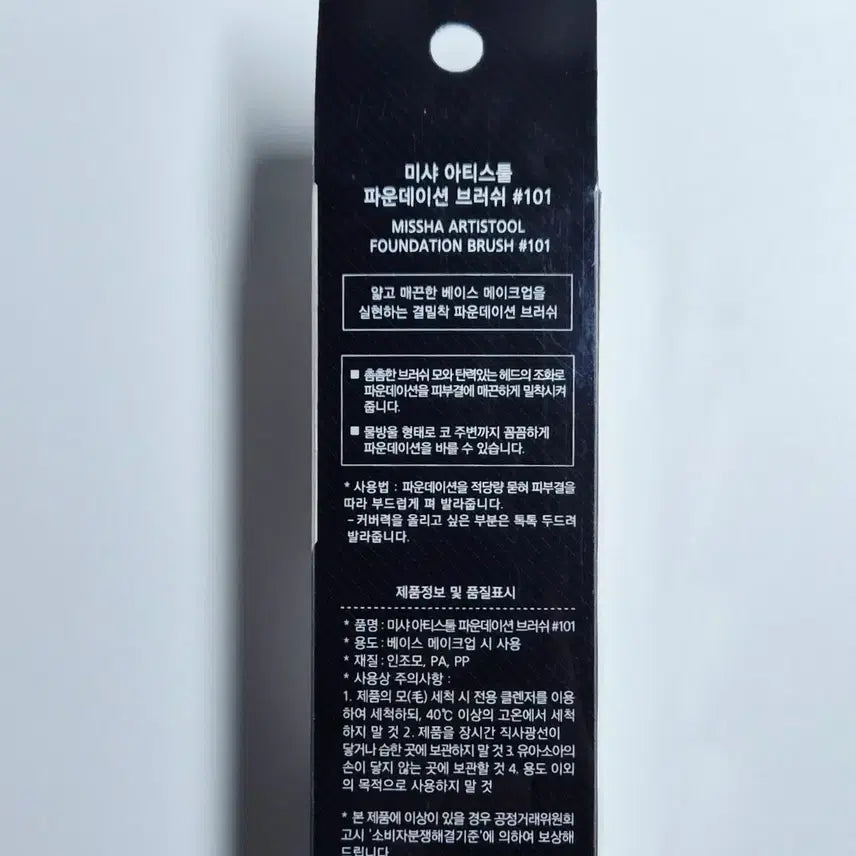 미샤 아티스툴
파운데이션 브러쉬 #101
MISSHA ARTISTOOL
FOUNDATION BRUSH #101
얇고 매끈한 베이스 메이크업을
실현하는 결밀착 파운데이션 브러쉬
■ 촘촘한 브러쉬 모와 탄력있는 헤드의 조화로
파운데이션을 피부결에 매끈하게 밀착시켜
줍니다.
■ 물방울 형태로 코 주변까지 꼼꼼하게
파운데이션을 바를 수 있습니다.
* 사용법 : 파운데이션을 적당량 묻혀 피부결을
따라 부드럽게 펴 발라줍니다.
- 커버력을 올리고 싶은 부분은 톡톡 두드려
발라줍니다.
제품정보 및 품질표시
* 품명 : 미샤 아티스툴 파운데이션 브러쉬 #101
* 용도 : 베이스 메이크업 시 사용
* 재질 : 인조모, PA, PP
* 사용상 주의사항 :
1. 제품의 모(毛) 세척 시 전용 클렌저를 이용
하여 세척하되, 40℃ 이상의 고온에서 세척
하지 말 것 2. 제품을 장시간 직사광선이
닿거나 습한 곳에 보관하지 말 것 3. 유아·소아의
손이 닿지 않는 곳에 보관할 것 4. 용도 이외
의 목적으로 사용하지 말 것
* 본 제품에 이상이 있을 경우 공정거래위원회
고시 '소비자분쟁해결기준'에 의하여 보상해
드립니다.